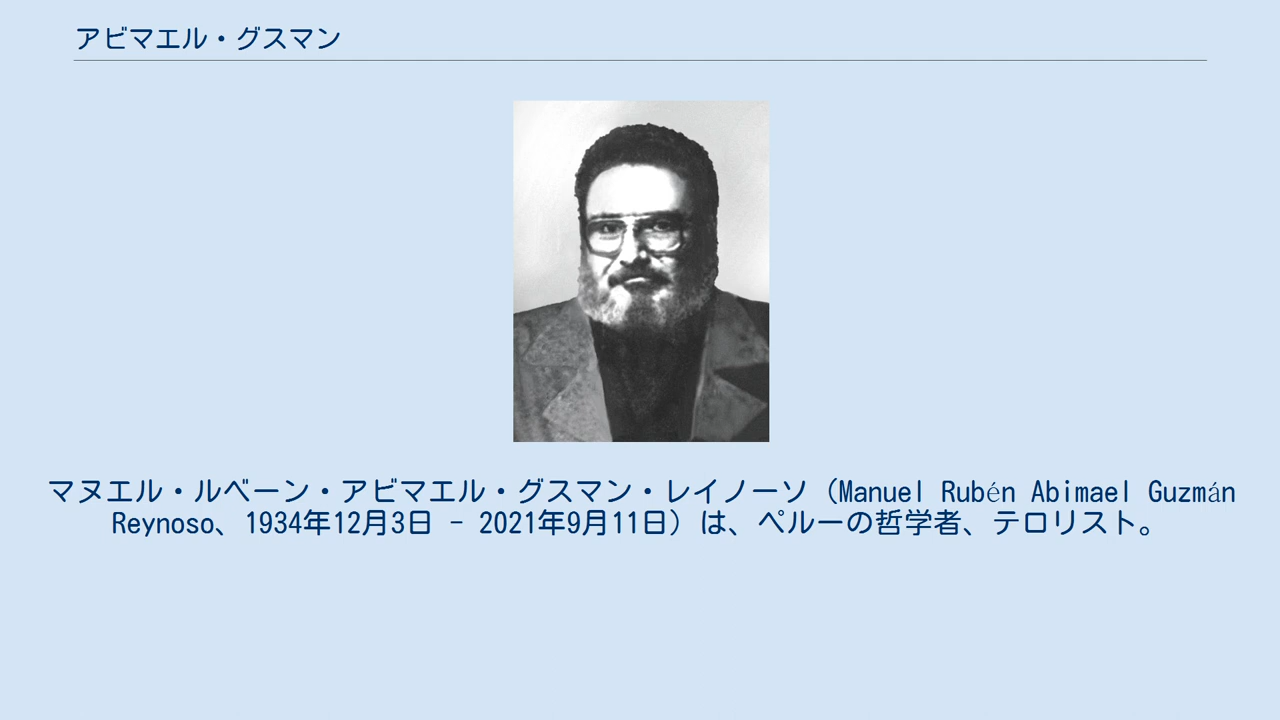 アビマエル・グスマン
マヌエル・ルベーン・アビマエル・グスマン・レイノーソ（Manuel Rubén Abimael Guzmán
Reynoso、1934年12月3日 - 2021年9月11日）は、ペルーの哲学者、テロリスト。